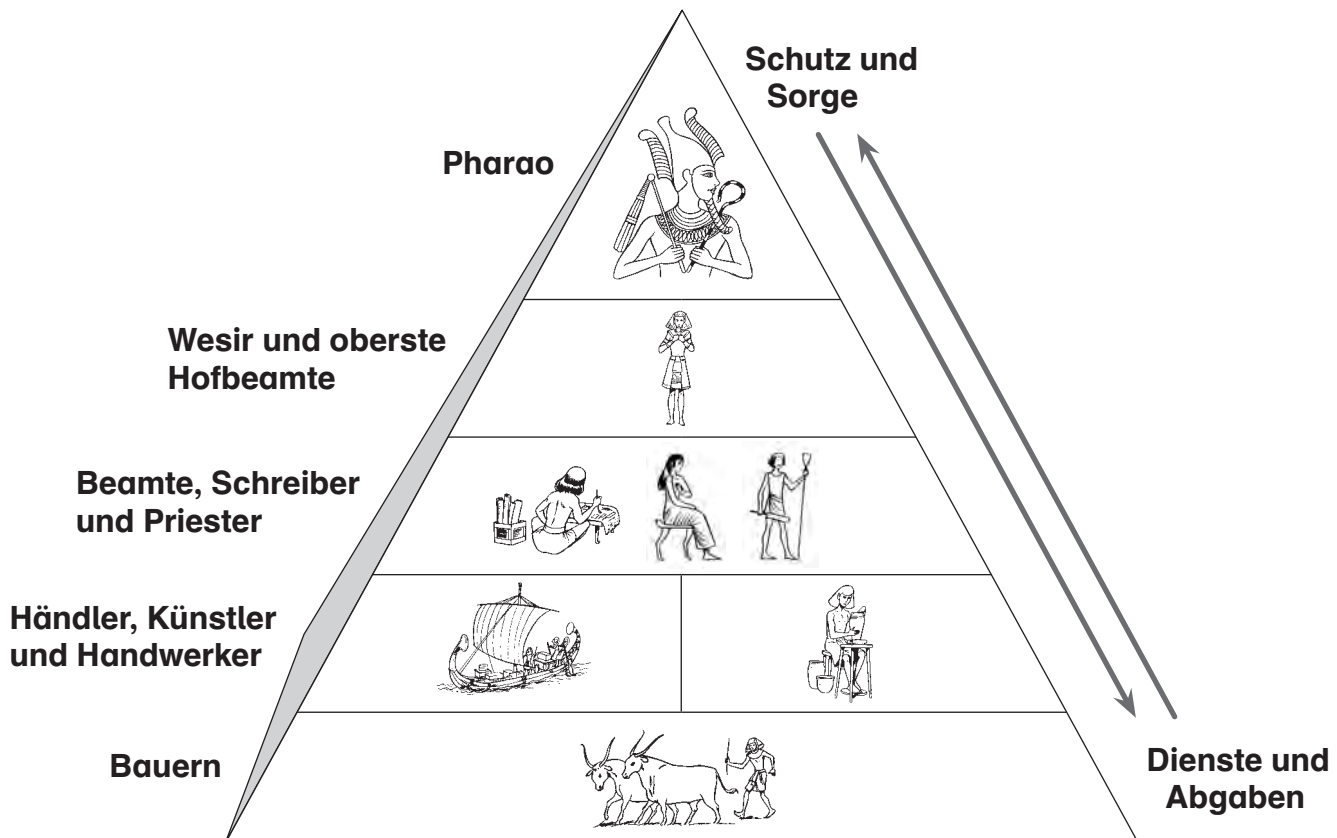 Schutz und
Sorge
Pharao
Wesir und oberste
Hofbeamte
Beamte, Schreiber
und Priester
Händler, Künstler
und Handwerker
Bauern
Dienste und
Abgaben